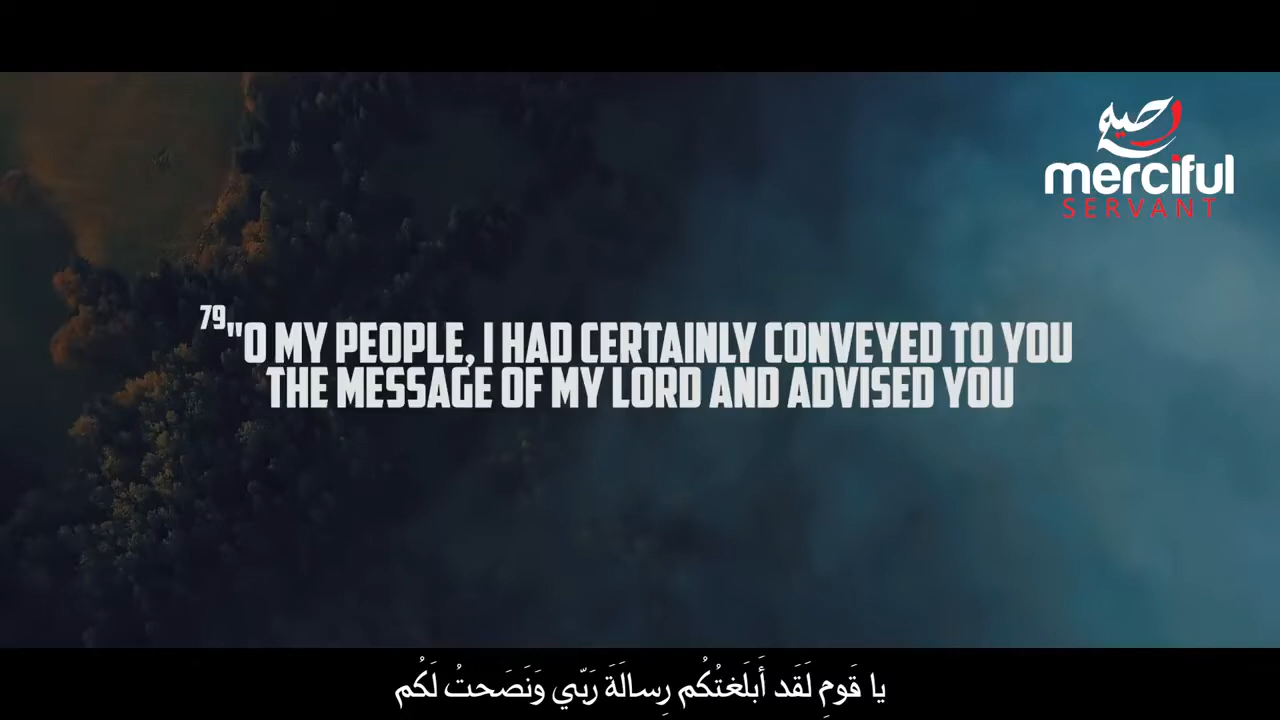 رحيم
merciful
SERVANT
79"O MY PEOPLE, I HAD CERTAINLY CONVEYED TO YOU
THE MESSAGE OF MY LORD AND ADVISED YOU
يا قَومِ لَقَد أَبلَغتُكُم رِسالَةَ رَبّي وَنَصَحتُ لَكُم